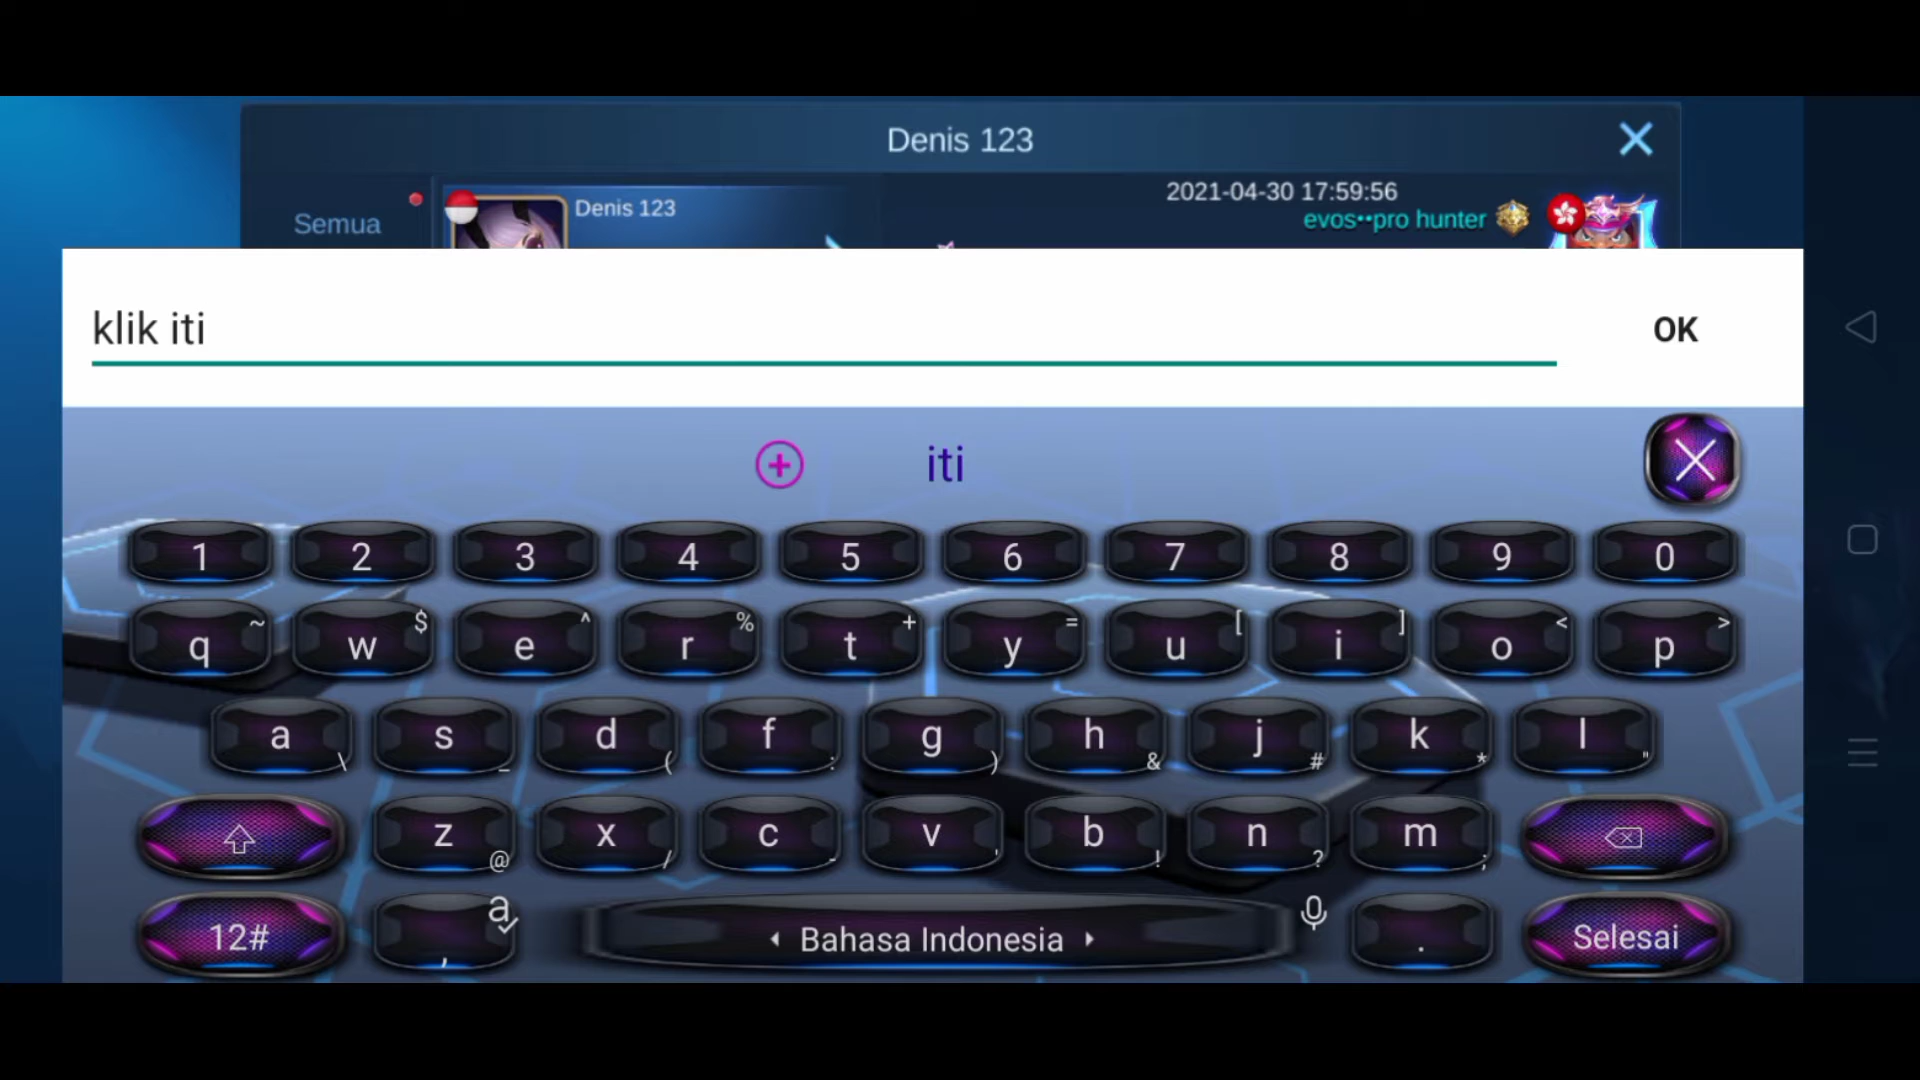 Denis 123
Semua
Denis 123
2021-04-30 17:59:56
evos••pro hunter
klik iti
OK
iti
1 2 3 4 5 6 7 8 9 0
q ~ w $ e ^ r % t + y = u [ i ] o < p >
a \ s _ d ( f : g ) h & j # k * l "
z @ x / c - v ' b ! n ? m ;
12# , a Bahasa Indonesia . Selesai